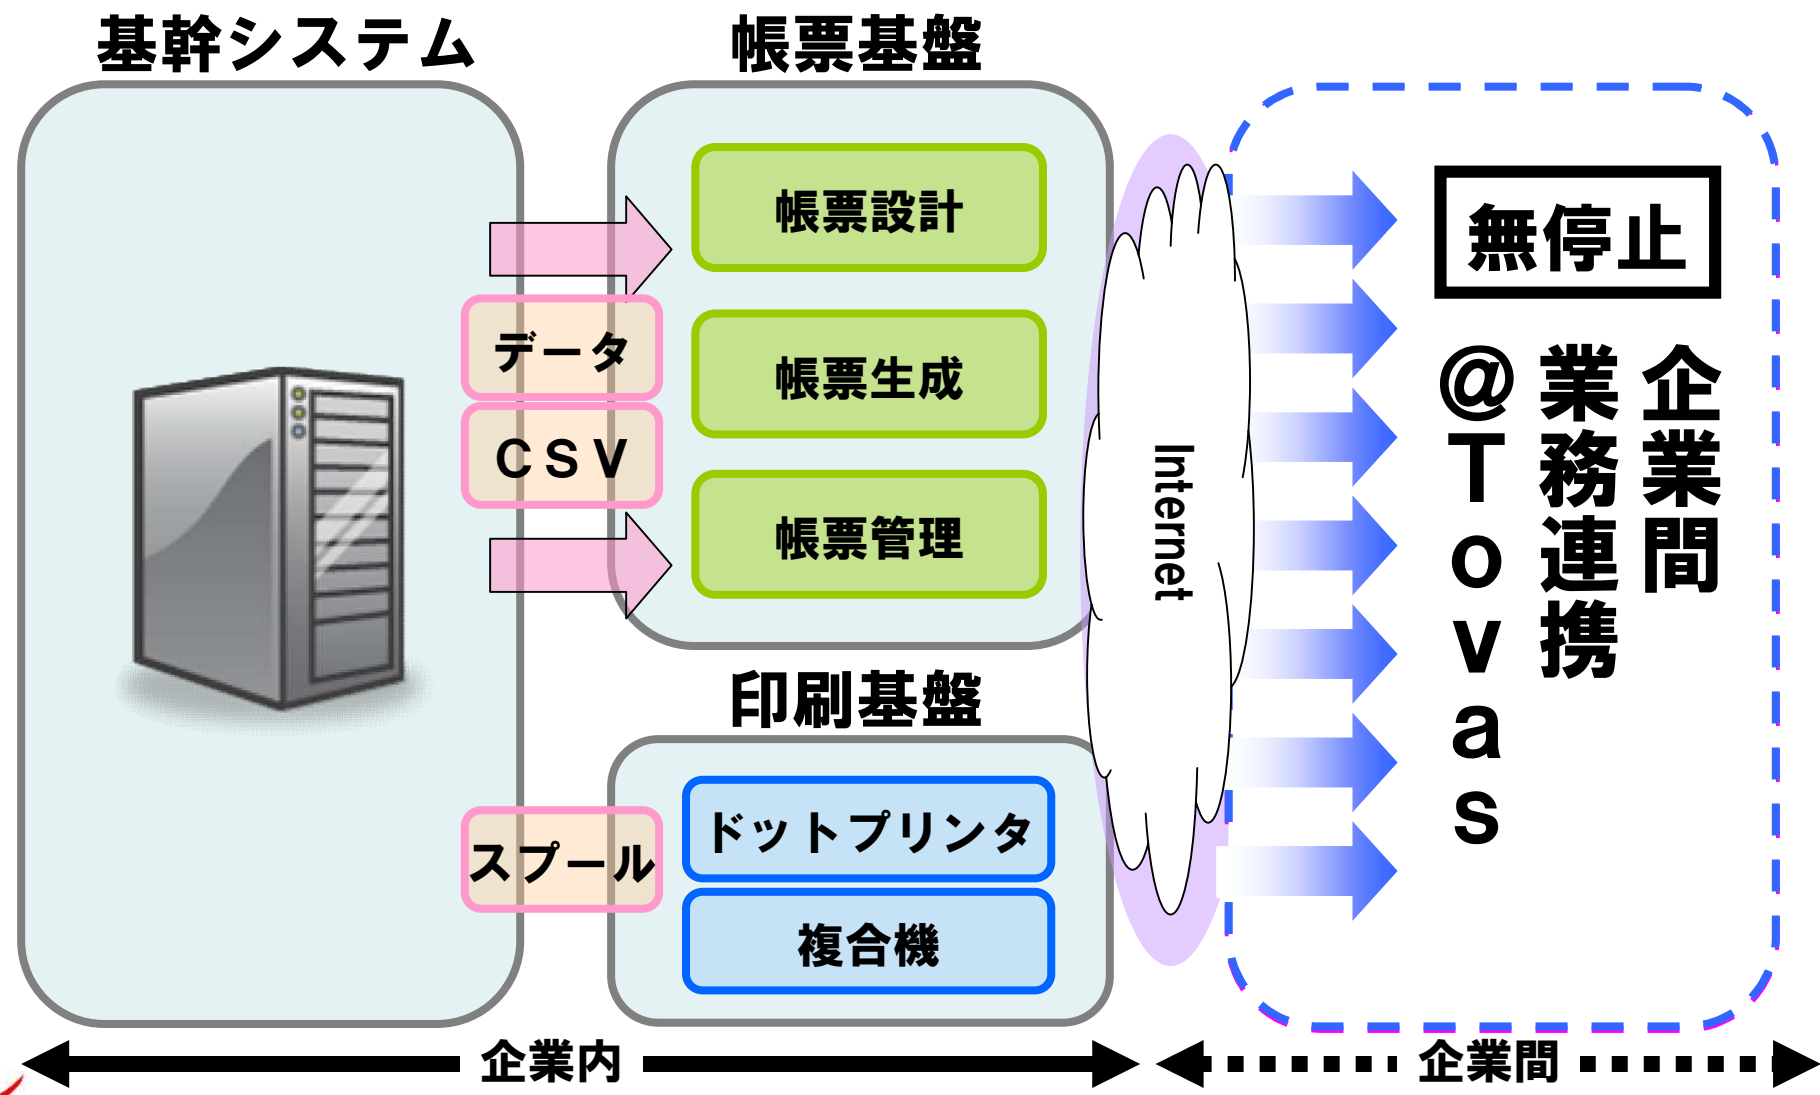 基幹システム
帳票基盤
帳票設計
データ
帳票生成
CSV
帳票管理
印刷基盤
スプール
ドットプリンタ
複合機
Internet
無停止
企業間
業務連携
@Tovas
企業内
企業間